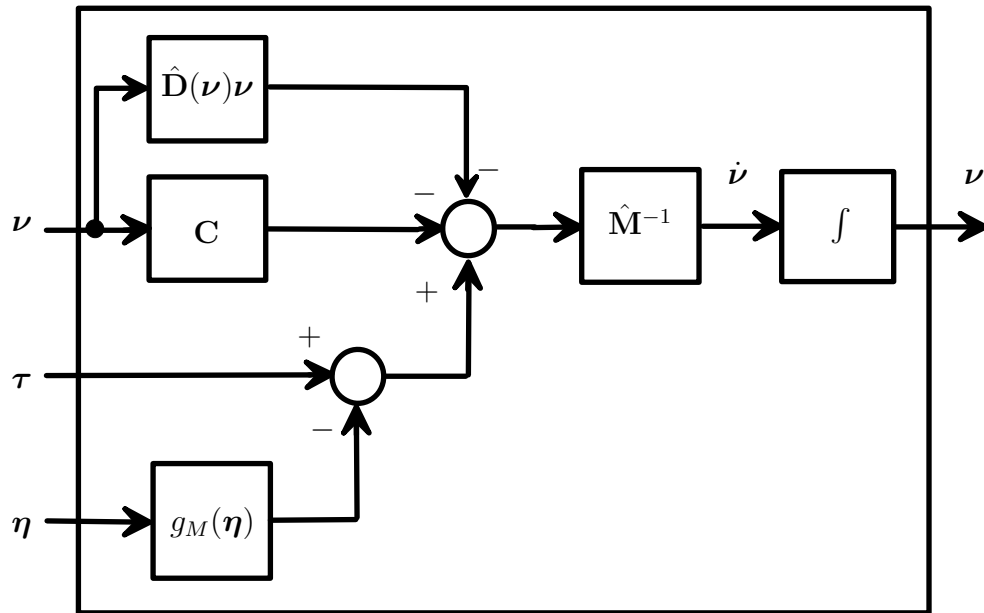 D̂(𝝂)𝝂
−
−
𝝂̇
𝝂
𝝂
𝐂
M̂⁻¹
∫
+
+
𝝉
−
𝜼
g_M(𝜼)